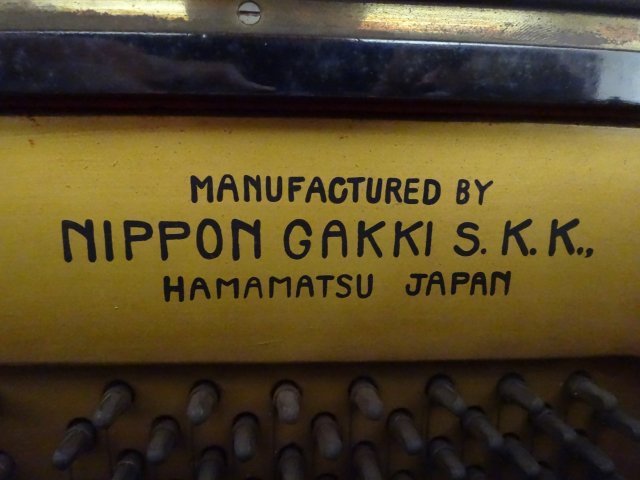 MANUFACTURED BY
NIPPON GAKKI S. K. K.,
HAMAMATSU JAPAN